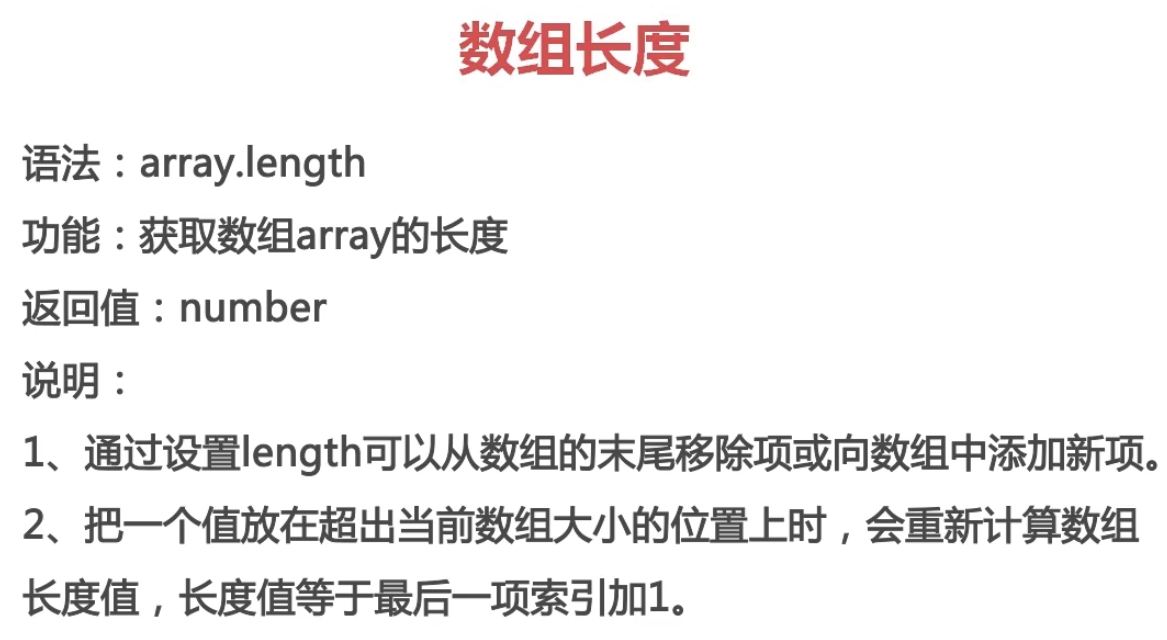 数组长度
语法：array.length
功能：获取数组array的长度
返回值：number
说明：
1、通过设置length可以从数组的末尾移除项或向数组中添加新项。
2、把一个值放在超出当前数组大小的位置上时，会重新计算数组
长度值，长度值等于最后一项索引加1。